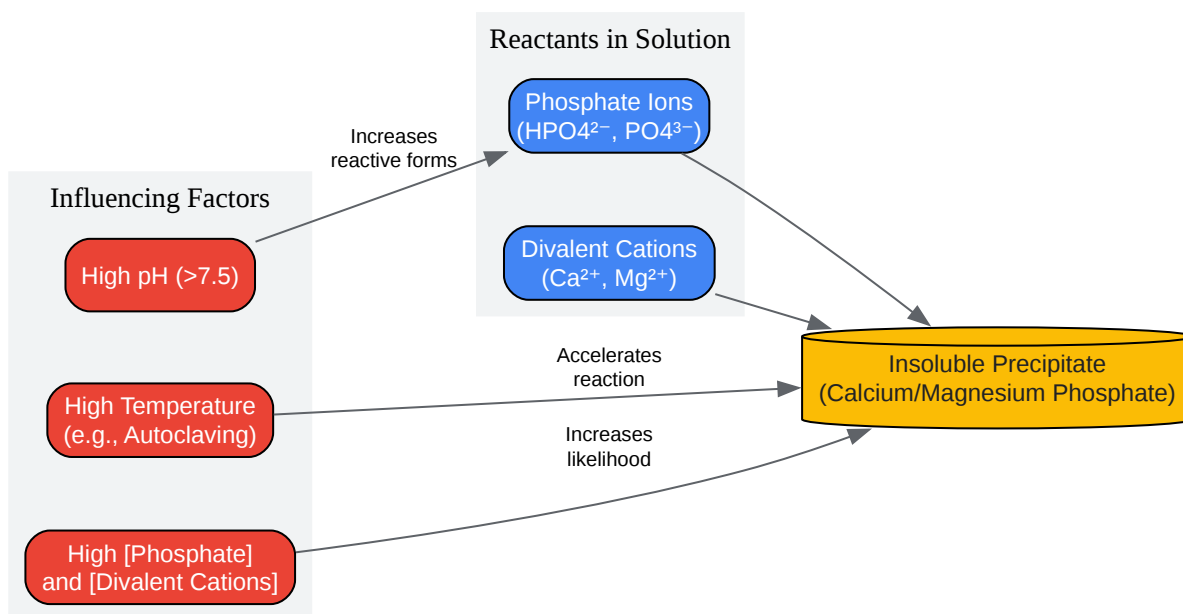 Reactants in Solution
Phosphate Ions
(HPO4²⁻, PO4³⁻)
Increases
reactive forms
Influencing Factors
High pH (>7.5)
Divalent Cations
(Ca²⁺, Mg²⁺)
Accelerates
reaction
Insoluble Precipitate
(Calcium/Magnesium Phosphate)
High Temperature
(e.g., Autoclaving)
Increases
likelihood
High [Phosphate]
and [Divalent Cations]